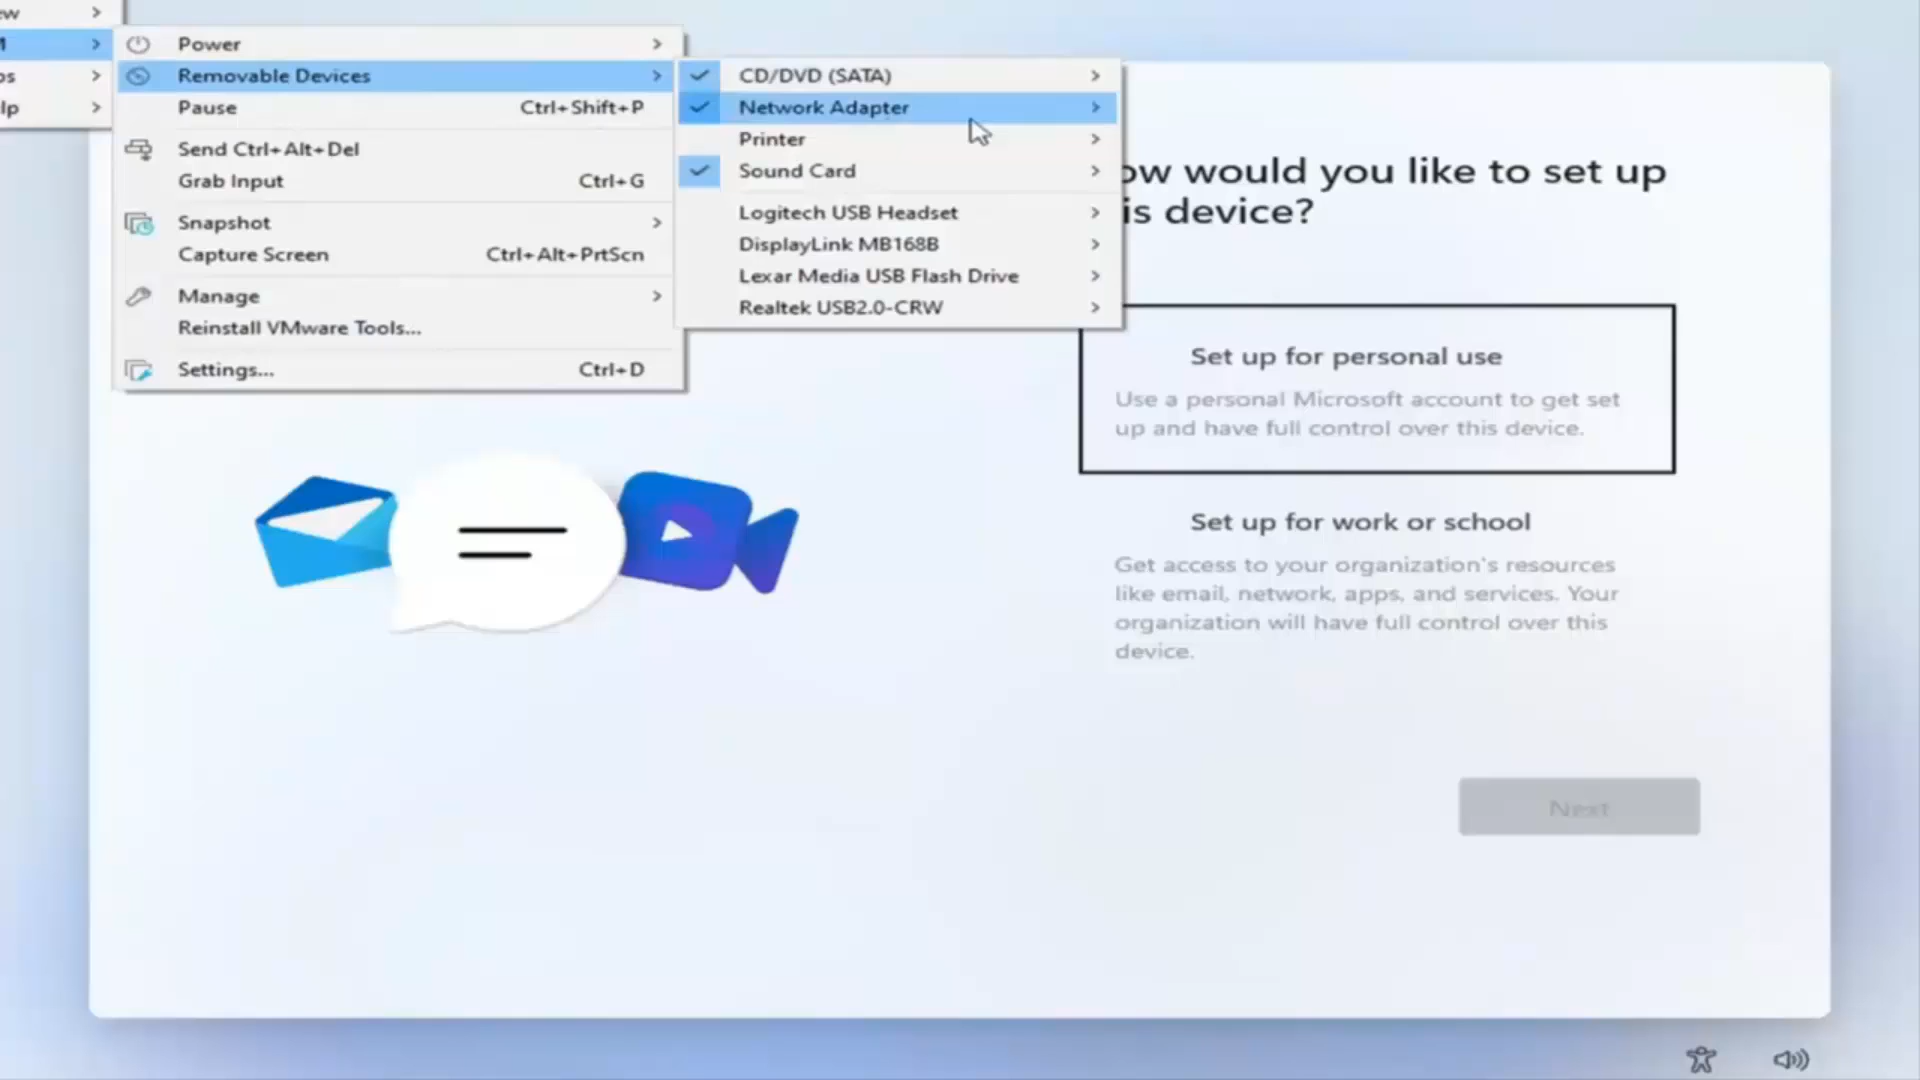 ew
M
Power
Removable Devices
Pause Ctrl+Shift+P
Send Ctrl+Alt+Del
Grab Input Ctrl+G
Snapshot
Capture Screen Ctrl+Alt+PrtScn
Manage
Reinstall VMware Tools...
Settings... Ctrl+D
CD/DVD (SATA)
Network Adapter
Printer
Sound Card
Logitech USB Headset
DisplayLink MB168B
Lexar Media USB Flash Drive
Realtek USB2.0-CRW
ow would you like to set up
is device?
Set up for personal use
Use a personal Microsoft account to get set
up and have full control over this device.
Set up for work or school
Get access to your organization's resources
like email, network, apps, and services. Your
organization will have full control over this
device.
Next